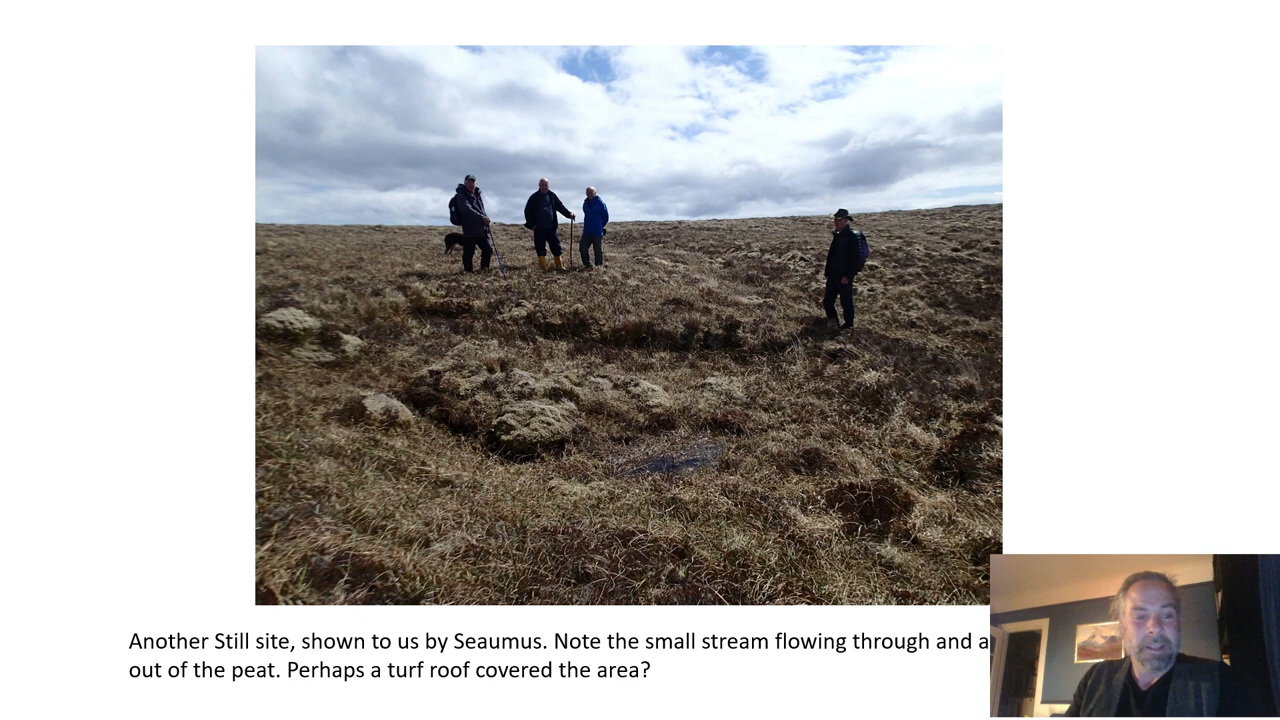 Another Still site, shown to us by Seaumus. Note the small stream flowing through and a
out of the peat. Perhaps a turf roof covered the area?